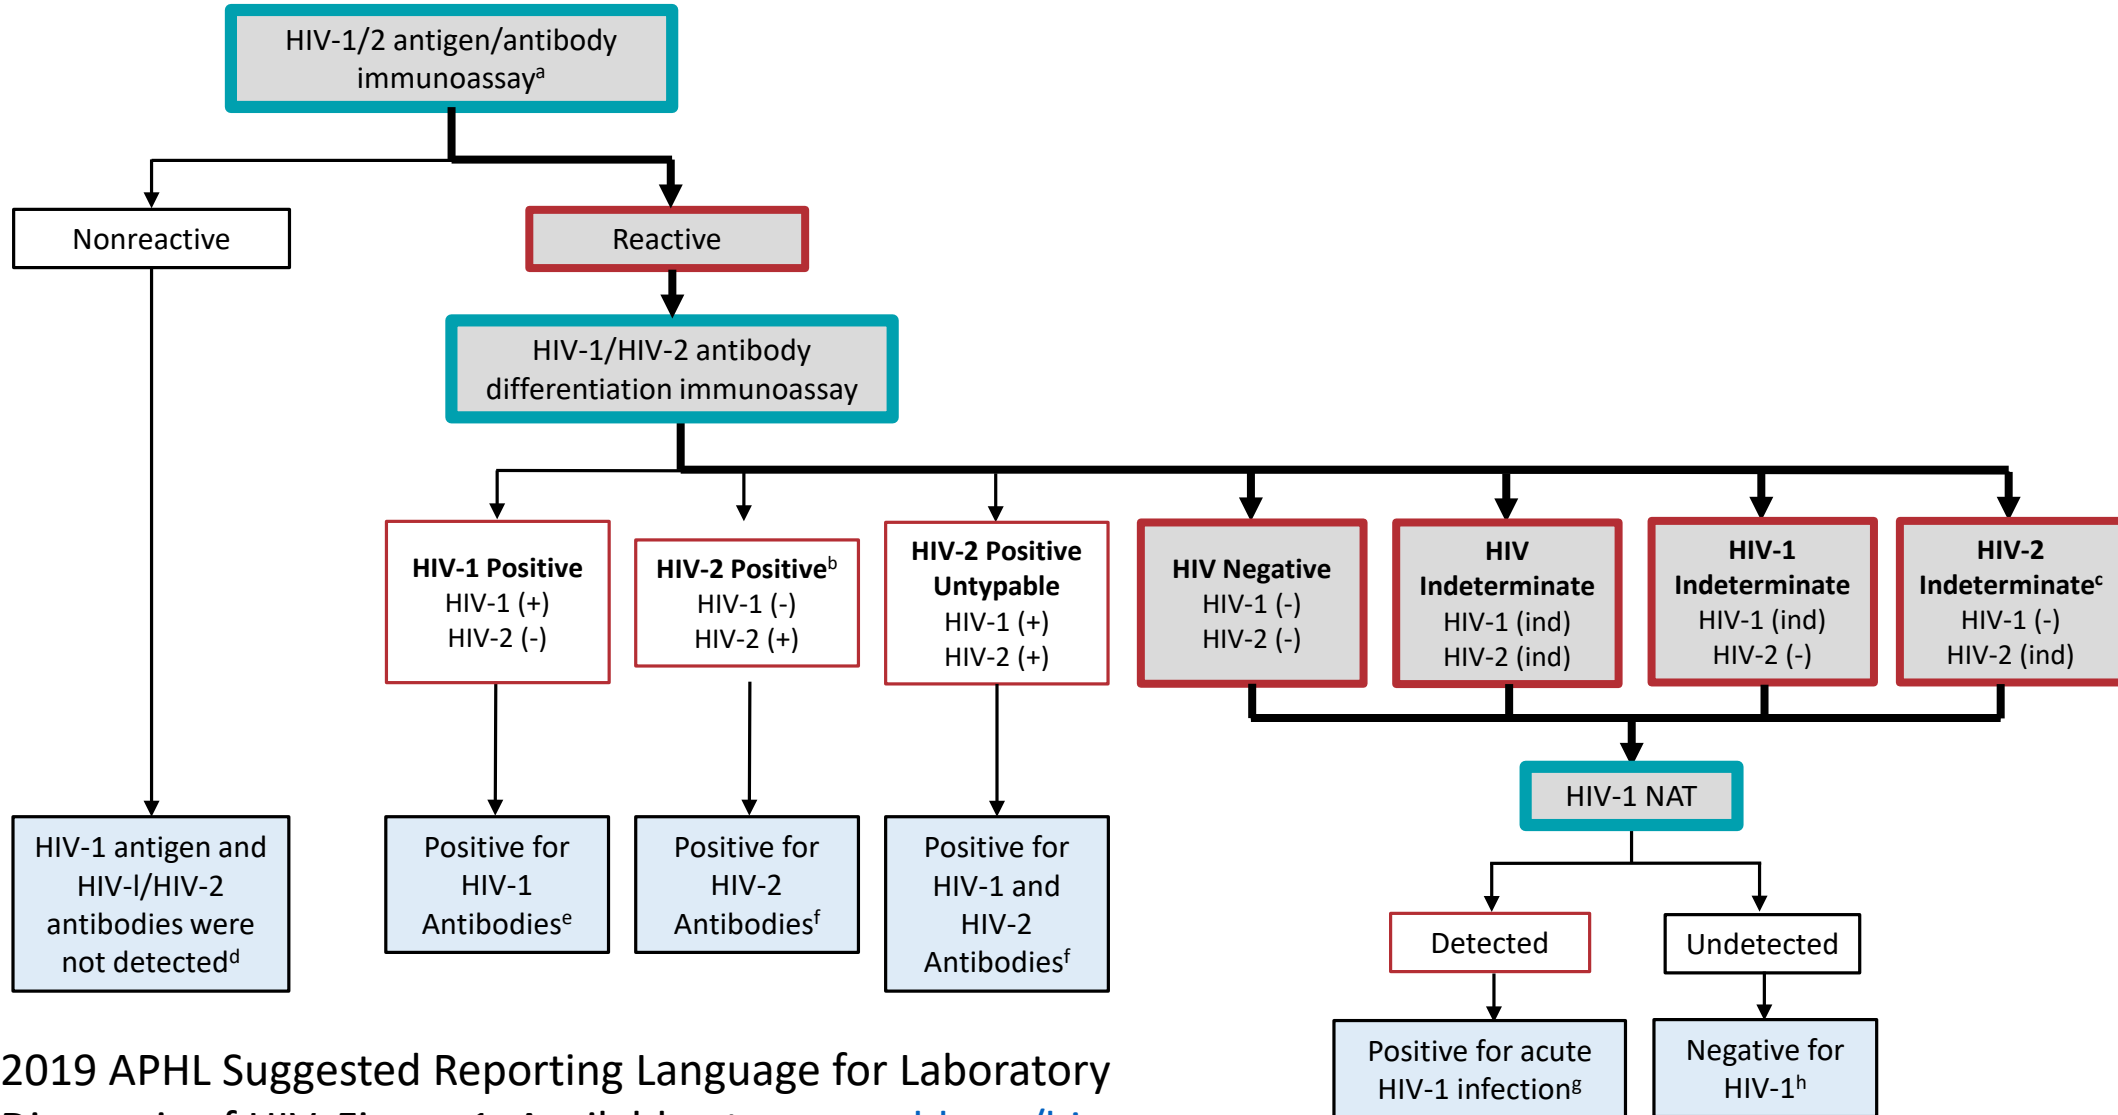 HIV-1/2 antigen/antibody
immunoassayᵃ
Nonreactive
Reactive
HIV-1/HIV-2 antibody
differentiation immunoassay
HIV-1 Positive
HIV-1 (+)
HIV-2 (-)
HIV-2 Positiveᵇ
HIV-1 (-)
HIV-2 (+)
HIV-2 Positive
Untypable
HIV-1 (+)
HIV-2 (+)
HIV Negative
HIV-1 (-)
HIV-2 (-)
HIV
Indeterminate
HIV-1 (ind)
HIV-2 (ind)
HIV-1
Indeterminate
HIV-1 (ind)
HIV-2 (-)
HIV-2
Indeterminateᶜ
HIV-1 (-)
HIV-2 (ind)
HIV-1 NAT
HIV-1 antigen and
HIV-l/HIV-2
antibodies were
not detectedᵈ
Positive for
HIV-1
Antibodiesᵉ
Positive for
HIV-2
Antibodiesᶠ
Positive for
HIV-1 and
HIV-2
Antibodiesᶠ
Detected
Undetected
Positive for acute
HIV-1 infectionᵍ
Negative for
HIV-1ʰ
2019 APHL Suggested Reporting Language for Laboratory